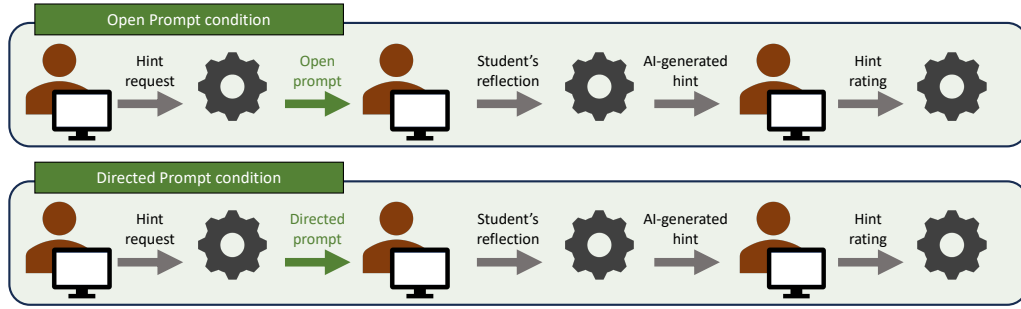 Open Prompt condition
Hint
request
Open
prompt
Student's
reflection
AI-generated
hint
Hint
rating
Directed Prompt condition
Hint
request
Directed
prompt
Student's
reflection
AI-generated
hint
Hint
rating